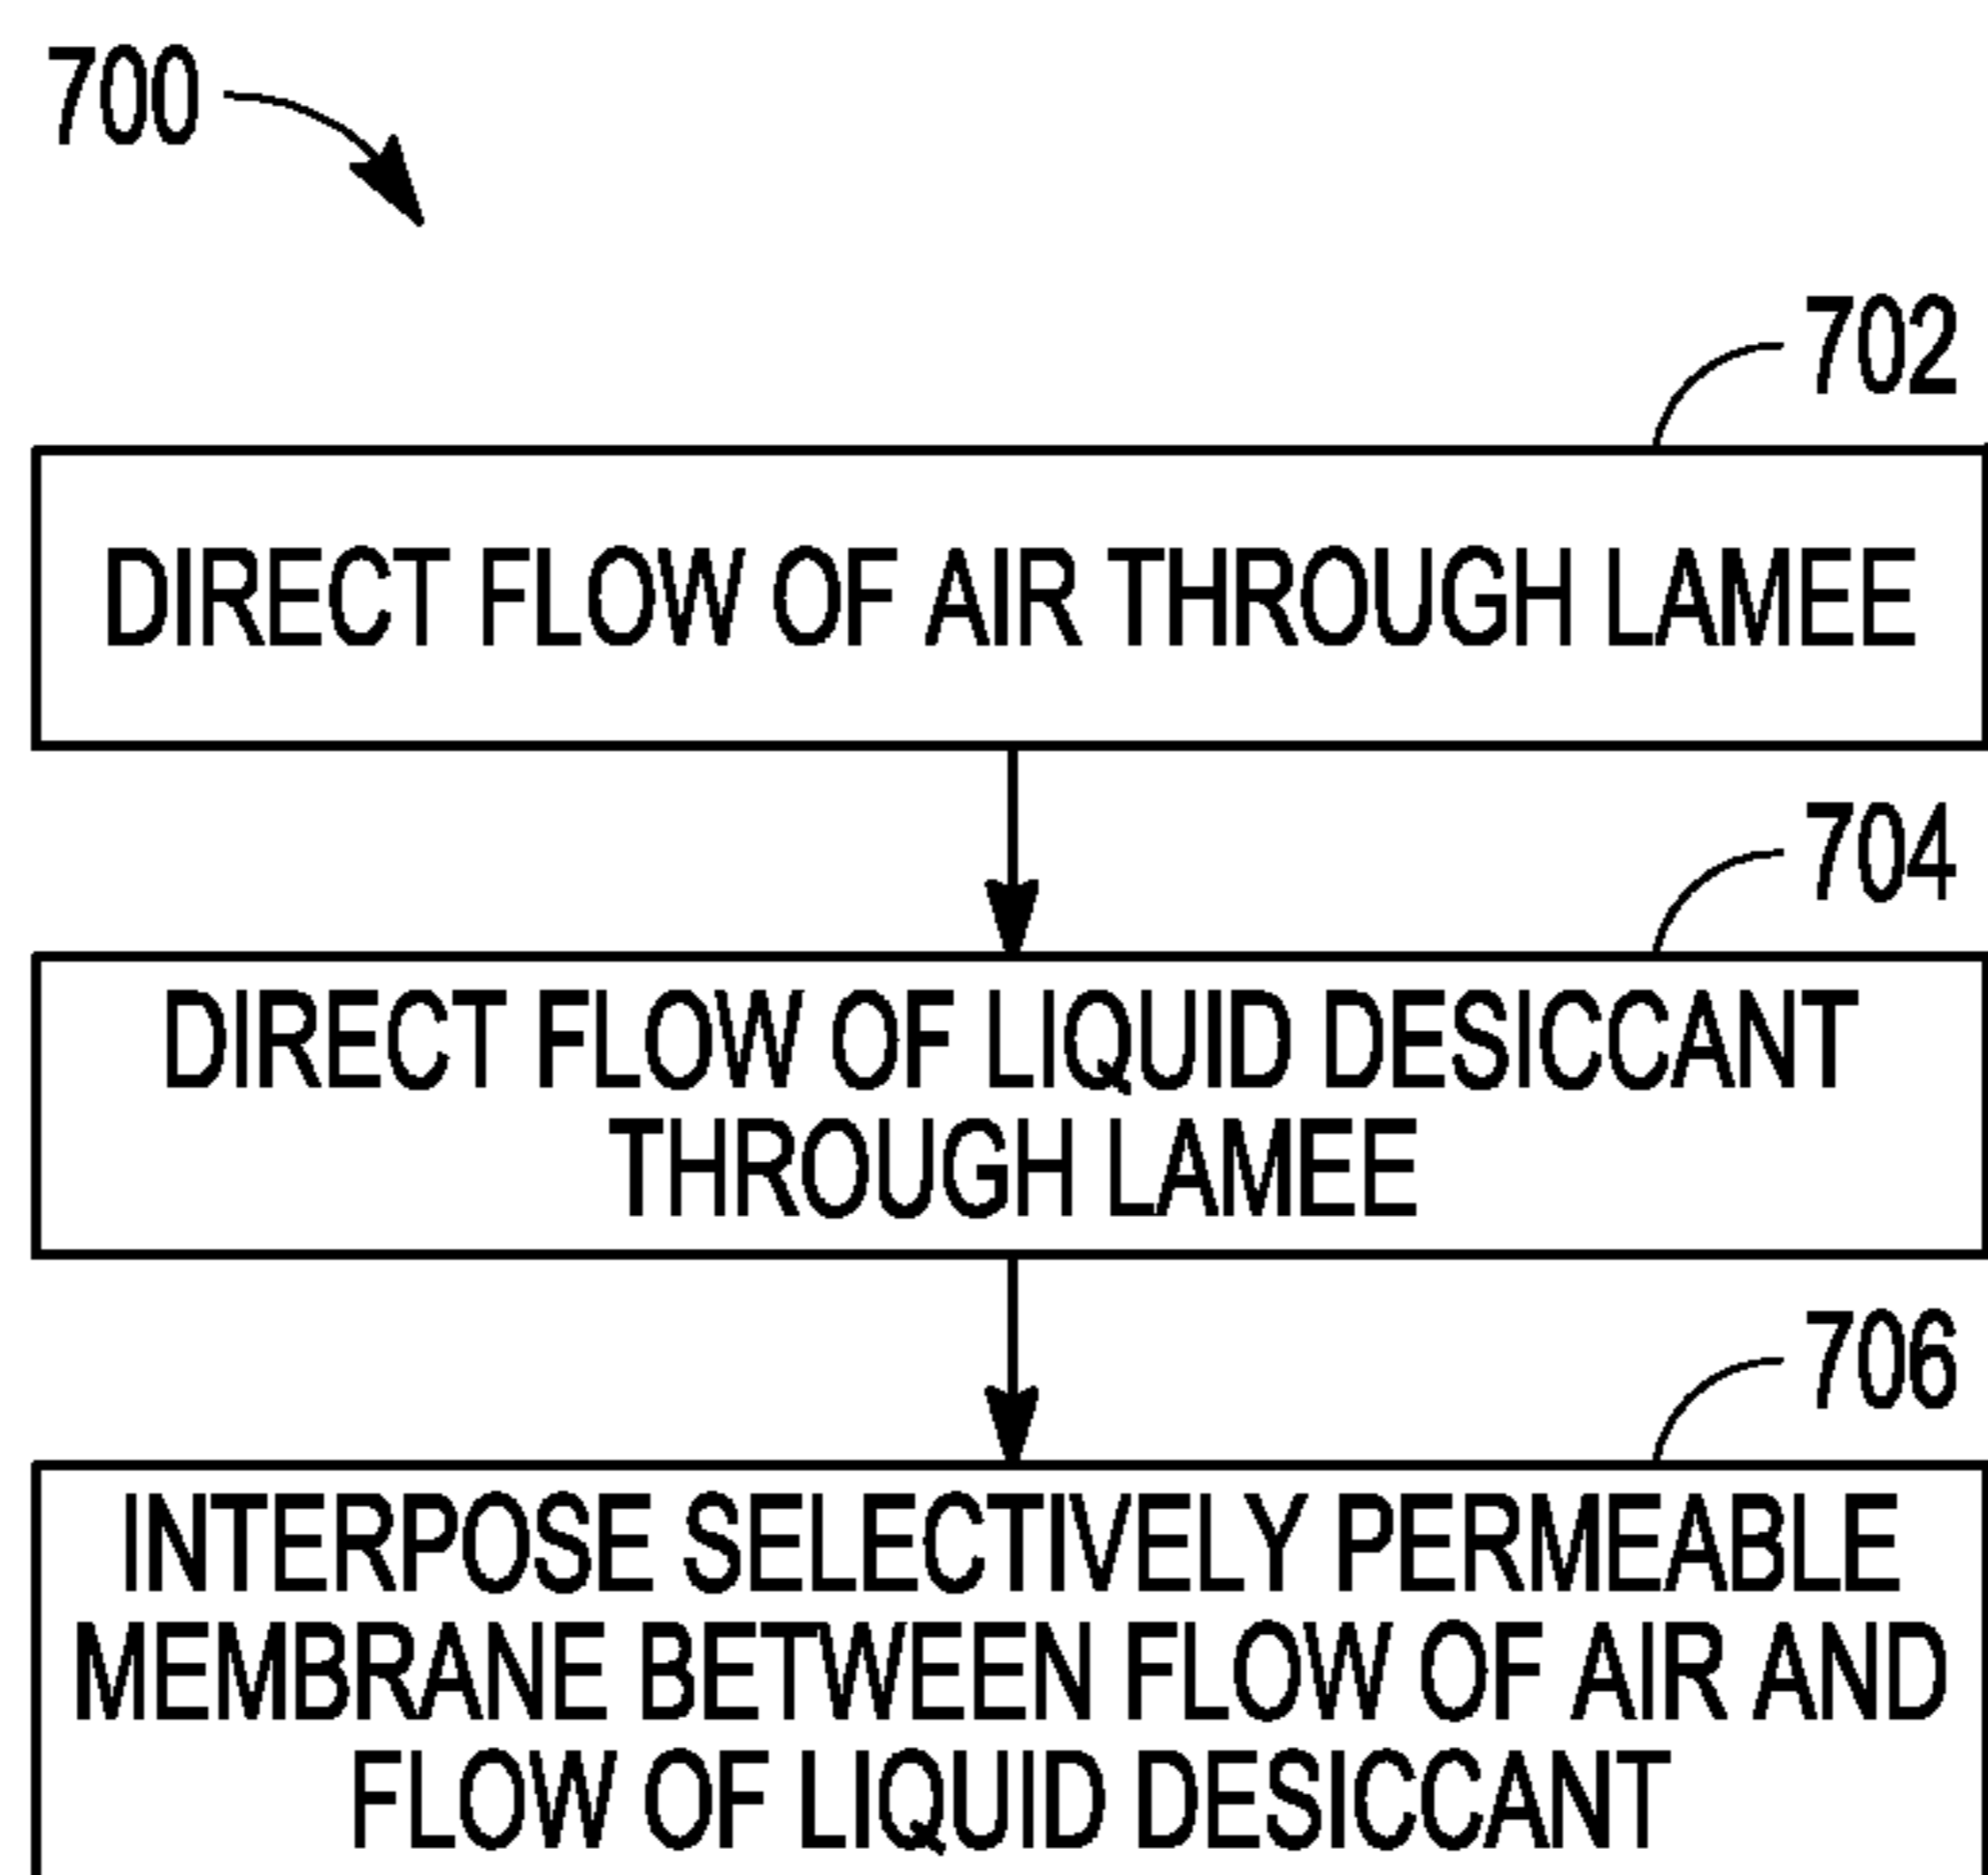 700
702
DIRECT FLOW OF AIR THROUGH LAMEE
704
DIRECT FLOW OF LIQUID DESICCANT
THROUGH LAMEE
706
INTERPOSE SELECTIVELY PERMEABLE
MEMBRANE BETWEEN FLOW OF AIR AND
FLOW OF LIQUID DESICCANT